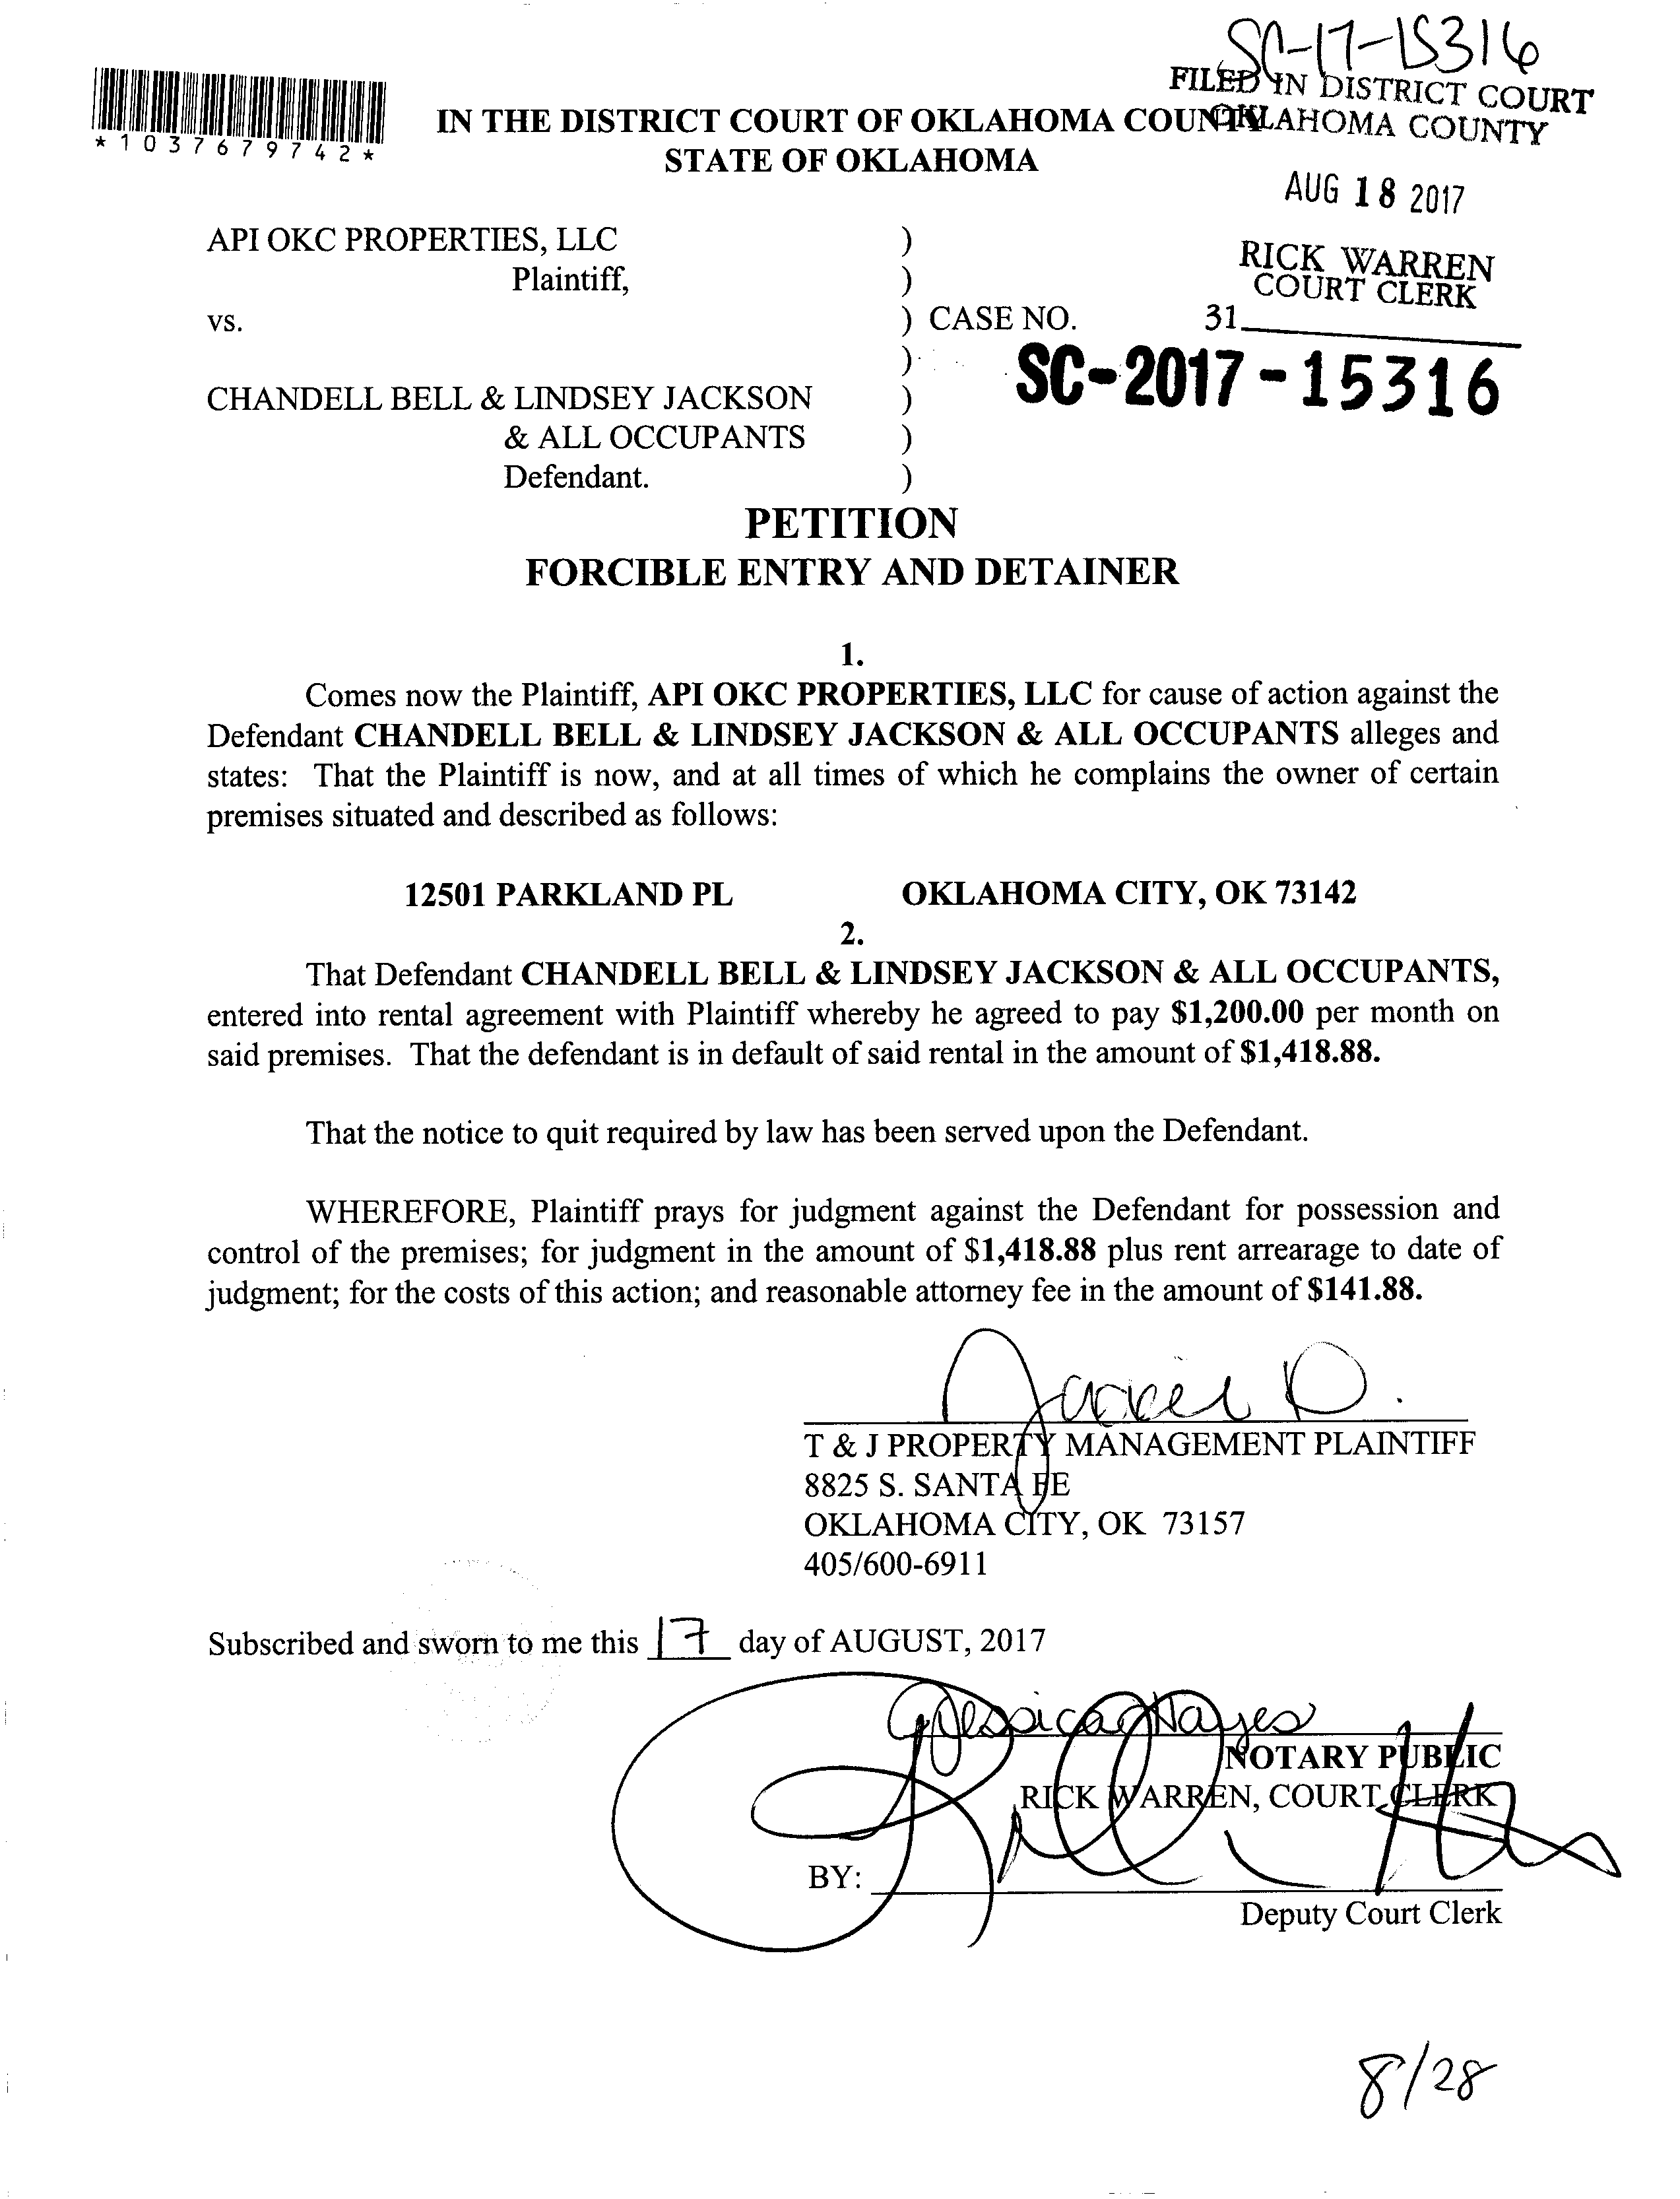 SC-17-15316
FILED IN DISTRICT COURT
OKLAHOMA COUNTY
*1037679742*
IN THE DISTRICT COURT OF OKLAHOMA COUNTY
STATE OF OKLAHOMA
AUG 18 2017
API OKC PROPERTIES, LLC )
Plaintiff, )
RICK WARREN
COURT CLERK
vs. ) CASE NO.
31
)
SC-2017-15316
CHANDELL BELL & LINDSEY JACKSON )
& ALL OCCUPANTS )
Defendant. )
PETITION
FORCIBLE ENTRY AND DETAINER
1.
Comes now the Plaintiff, API OKC PROPERTIES, LLC for cause of action against the
Defendant CHANDELL BELL & LINDSEY JACKSON & ALL OCCUPANTS alleges and
states: That the Plaintiff is now, and at all times of which he complains the owner of certain
premises situated and described as follows:
12501 PARKLAND PL OKLAHOMA CITY, OK 73142
2.
That Defendant CHANDELL BELL & LINDSEY JACKSON & ALL OCCUPANTS,
entered into rental agreement with Plaintiff whereby he agreed to pay $1,200.00 per month on
said premises. That the defendant is in default of said rental in the amount of $1,418.88.
That the notice to quit required by law has been served upon the Defendant.
WHEREFORE, Plaintiff prays for judgment against the Defendant for possession and
control of the premises; for judgment in the amount of $1,418.88 plus rent arrearage to date of
judgment; for the costs of this action; and reasonable attorney fee in the amount of $141.88.
T & J PROPERTY MANAGEMENT PLAINTIFF
8825 S. SANTA FE
OKLAHOMA CITY, OK 73157
405/600-6911
Subscribed and sworn to me this 17 day of AUGUST, 2017
Jessica Hayes
NOTARY PUBLIC
RICK WARREN, COURT CLERK
BY:
Deputy Court Clerk
8/28